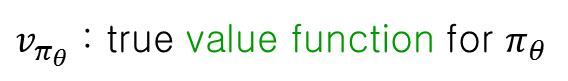 v_{π_θ} : true value function for π_θ